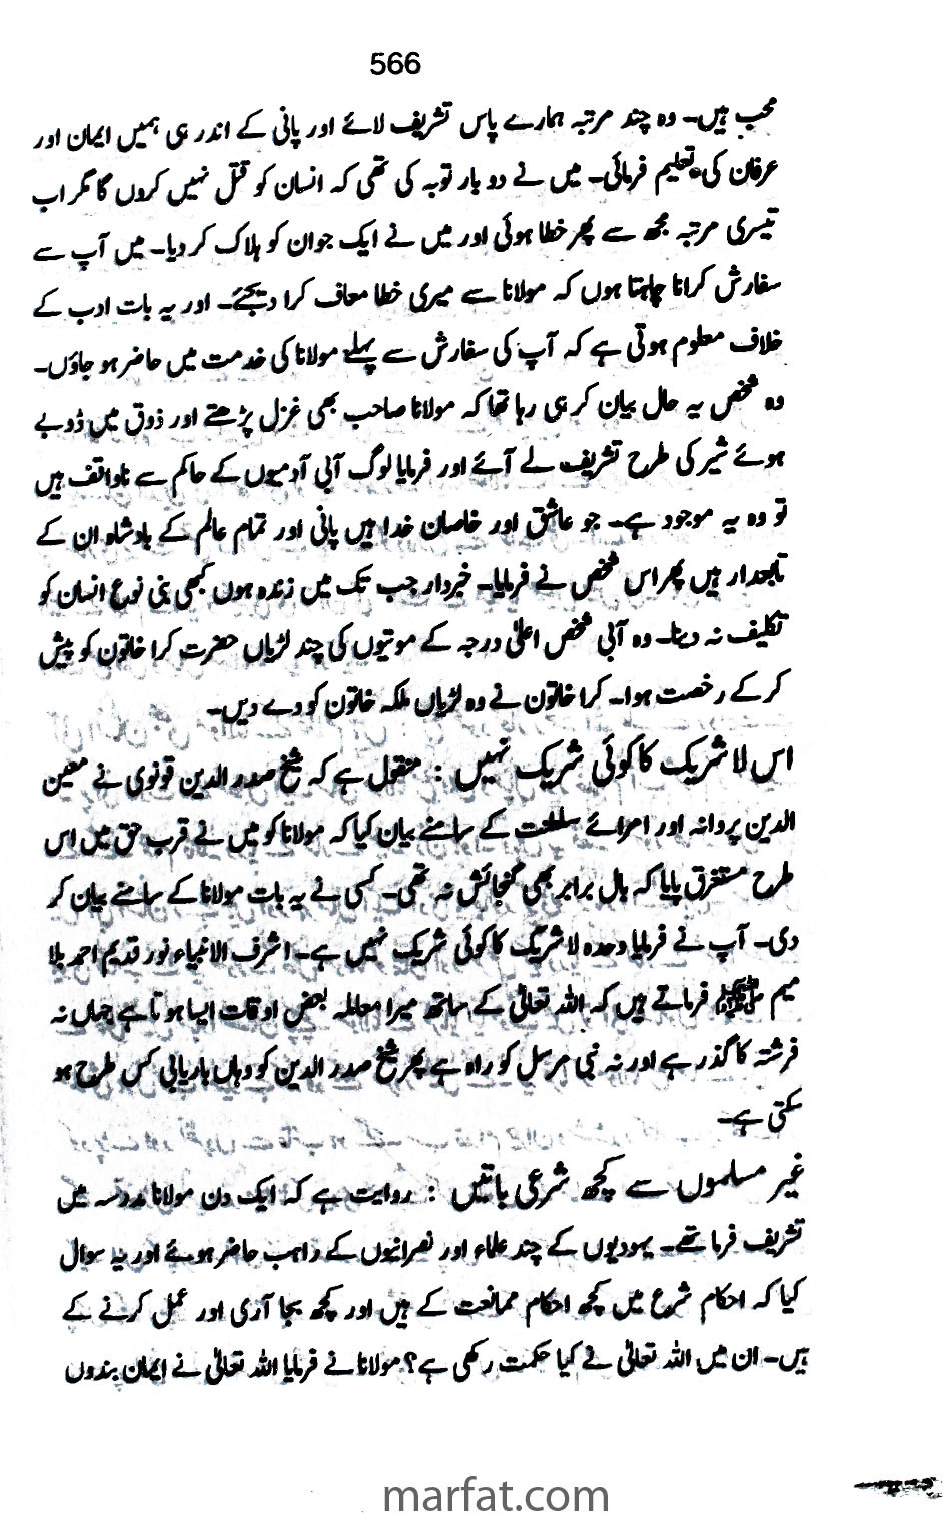 566
محب ہیں۔ وہ چند مرتبہ ہمارے پاس تشریف لائے اور پانی کے اندر ہی ہمیں ایمان اور
عرفان کی تعلیم فرمائی۔ میں نے دو بار توبہ کی تھی کہ انسان کو قتل نہیں کروں گا مگر اب
تیسری مرتبہ مجھ سے پھر خطا ہوئی اور میں نے ایک جوان کو ہلاک کر دیا۔ میں آپ سے
سفارش کرانا چاہتا ہوں کہ مولانا سے میری خطا معاف کرا دیجئے۔ اور یہ بات ادب کے
خلاف معلوم ہوتی ہے کہ آپ کی سفارش سے پہلے مولانا کی خدمت میں حاضر ہو جاؤں۔
وہ شخص یہ حال بیان کر ہی رہا تھا کہ مولانا صاحب بھی غزل پڑھتے اور ذوق میں ڈوبے
ہوئے شیر کی طرح تشریف لے آئے اور فرمایا لوگ آبی آدمیوں کے حاکم سے ناواقف ہیں
تو وہ یہ موجود ہے۔ جو عاشق اور خاصان خدا ہیں پانی اور تمام عالم کے بادشاہ ان کے
تابعدار ہیں پھر اس شخص نے فرمایا۔ خبردار جب تک میں زندہ ہوں کبھی بنی نوع انسان کو
تکلیف نہ دینا۔ وہ آبی شخص اعلیٰ درجہ کے موتیوں کی چند لڑیاں حضرت کرا خاتون کو پیش
کر کے رخصت ہوا۔ کرا خاتون نے وہ لڑیاں ملکہ خاتون کو دے دیں۔
اس لا شریک کا کوئی شریک نہیں : منقول ہے کہ شیخ صدر الدین قونوی نے معین
الدین پروانہ اور امرائے سلطنت کے سامنے بیان کیا کہ مولانا کو میں نے قرب حق میں اس
طرح مستغرق پایا کہ بال برابر بھی گنجائش نہ تھی۔ کسی نے یہ بات مولانا کے سامنے بیان کر
دی۔ آپ نے فرمایا وحدہ لا شریک کا کوئی شریک نہیں ہے۔ اشرف الانبیاء نور قدیم احمد بلا
میم ﷺ فرماتے ہیں کہ اللہ تعالیٰ کے ساتھ میرا معاملہ بعض اوقات ایسا ہوتا ہے جہاں نہ
فرشتہ کا گذر ہے اور نہ نبی مرسل کو راہ ہے پھر شیخ صدر الدین کو وہاں باریابی کس طرح ہو
سکتی ہے۔
غیر مسلموں سے کچھ شرعی باتیں : روایت ہے کہ ایک دن مولانا مدرسہ میں
تشریف فرما تھے۔ یہودیوں کے چند علماء اور نصرانیوں کے راہب حاضر ہوئے اور یہ سوال
کیا کہ احکام شرع میں کچھ احکام ممانعت کے ہیں اور کچھ بجا آری اور عمل کرنے کے
ہیں۔ ان میں اللہ تعالیٰ نے کیا حکمت رکھی ہے؟ مولانا نے فرمایا اللہ تعالیٰ نے ایمان بندوں
marfat.com